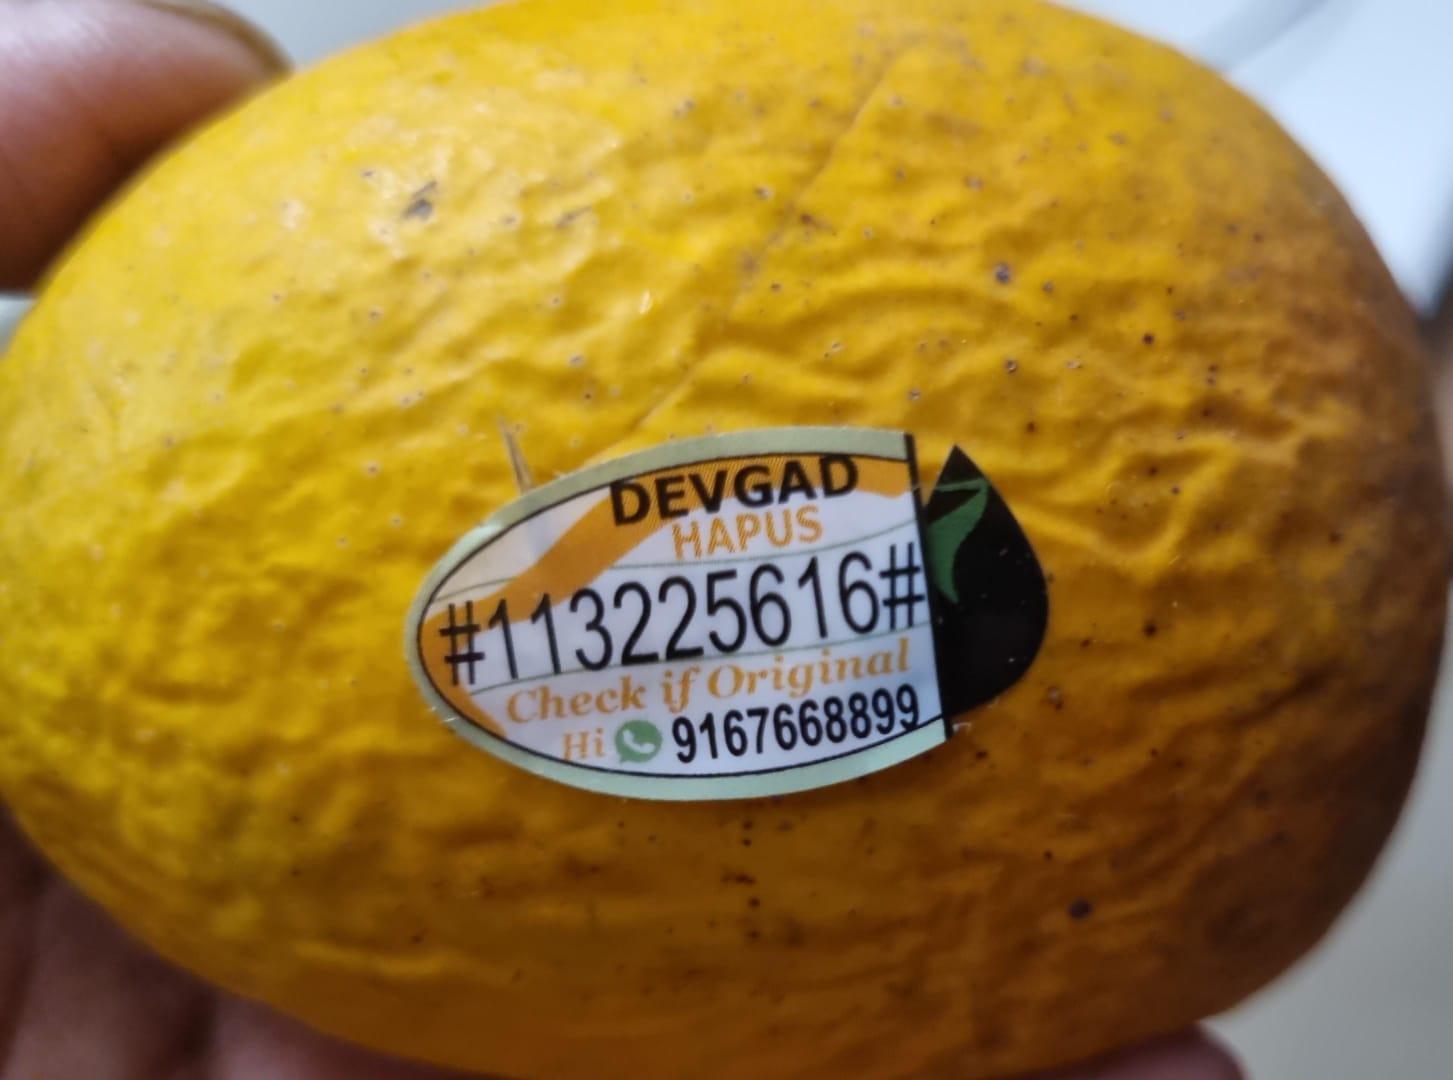 DEVGAD
HAPUS
#113225616#
Check if Original
Hi 9167668899